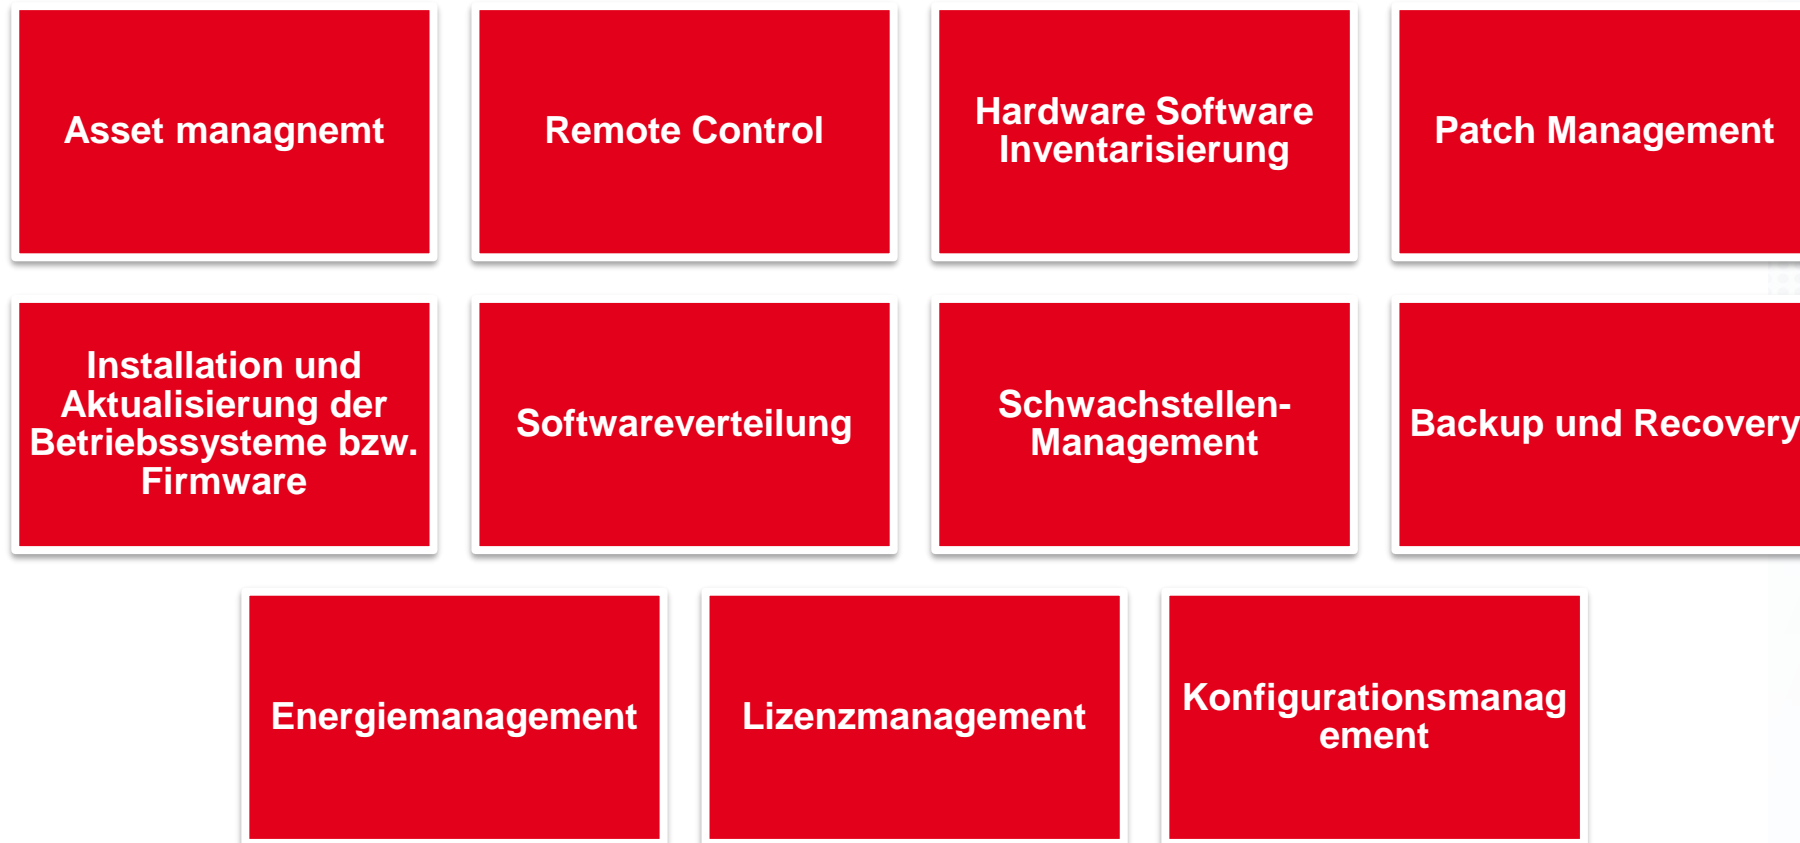 Asset managnemt
Remote Control
Hardware Software
Inventarisierung
Patch Management
Installation und
Aktualisierung der
Betriebssysteme bzw.
Firmware
Softwareverteilung
Schwachstellen-
Management
Backup und Recovery
Energiemanagement
Lizenzmanagement
Konfigurationsmanag
ement